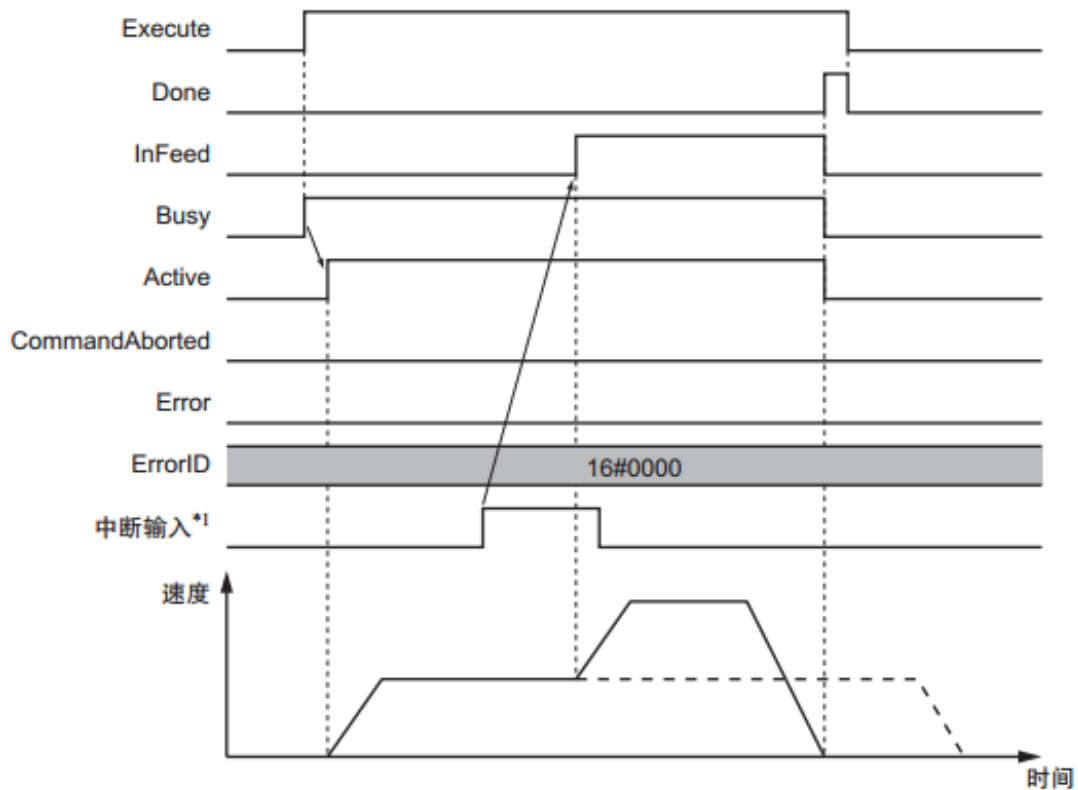 Execute
Done
InFeed
Busy
Active
CommandAborted
Error
ErrorID
16#0000
中断输入*1
速度
时间